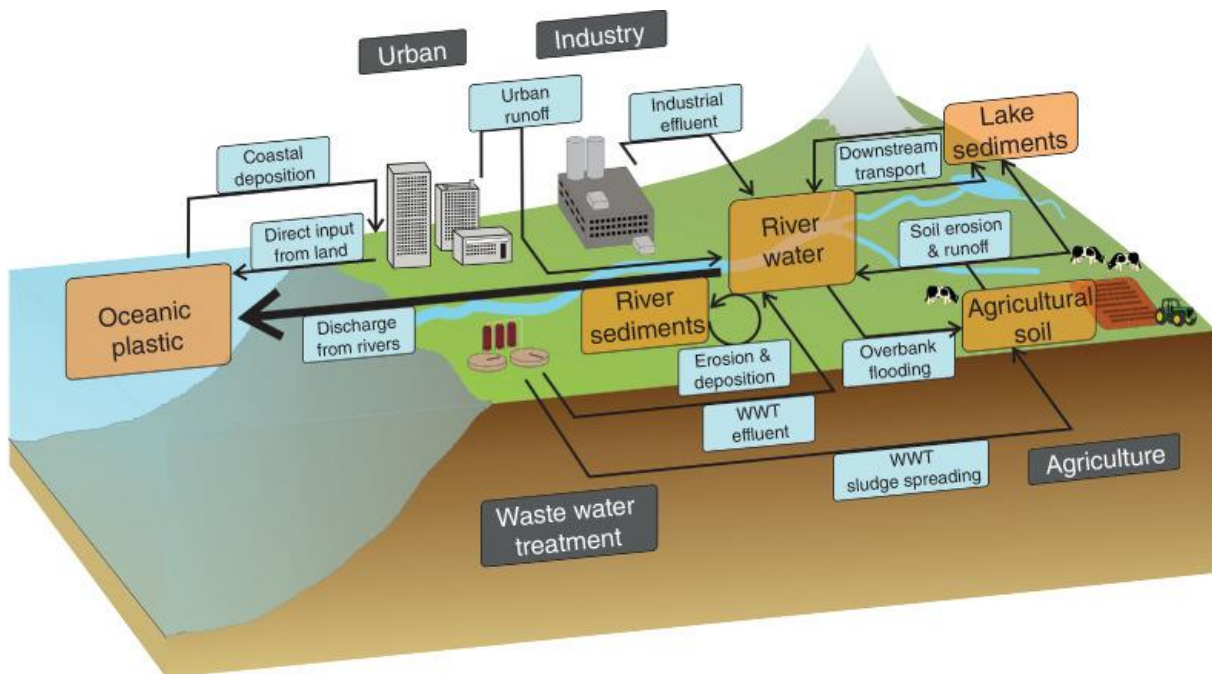 Urban
Industry
Urban
runoff
Industrial
effluent
Lake
sediments
Coastal
deposition
Downstream
transport
Direct input
from land
River
water
Soil erosion
& runoff
Oceanic
plastic
Discharge
from rivers
River
sediments
Agricultural
soil
Erosion &
deposition
Overbank
flooding
WWT
effluent
WWT
sludge spreading
Agriculture
Waste water
treatment